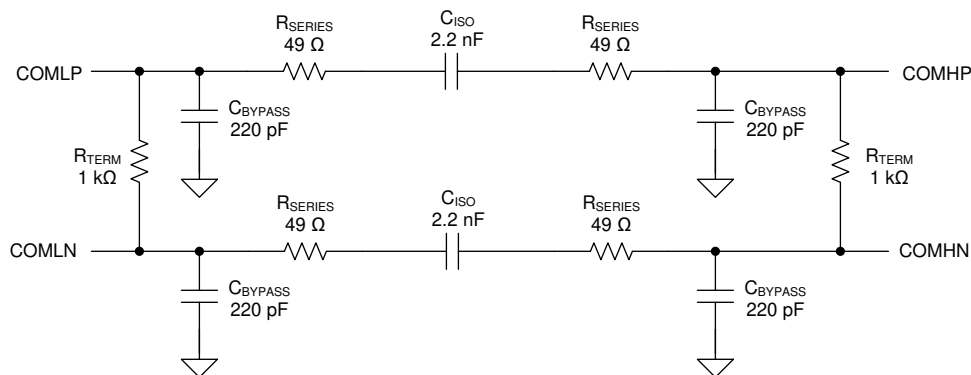 RSERIES
49 Ω
CISO
2.2 nF
RSERIES
49 Ω
COMLP
COMHP
CBYPASS
220 pF
CBYPASS
220 pF
RTERM
1 kΩ
RTERM
1 kΩ
RSERIES
49 Ω
CISO
2.2 nF
RSERIES
49 Ω
COMLN
COMHN
CBYPASS
220 pF
CBYPASS
220 pF